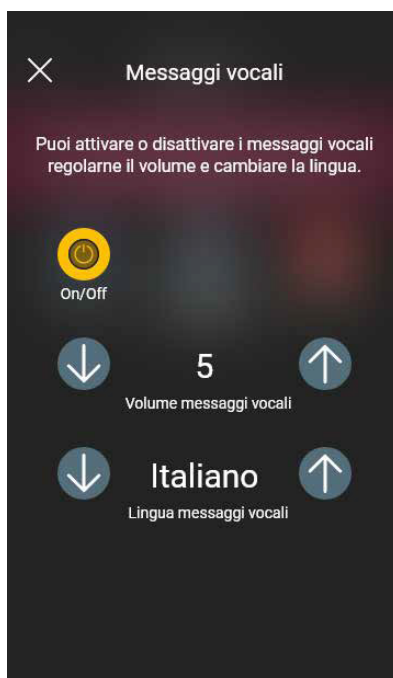 Messaggi vocali
Puoi attivare o disattivare i messaggi vocali
regolarne il volume e cambiare la lingua.
On/Off
5
Volume messaggi vocali
Italiano
Lingua messaggi vocali